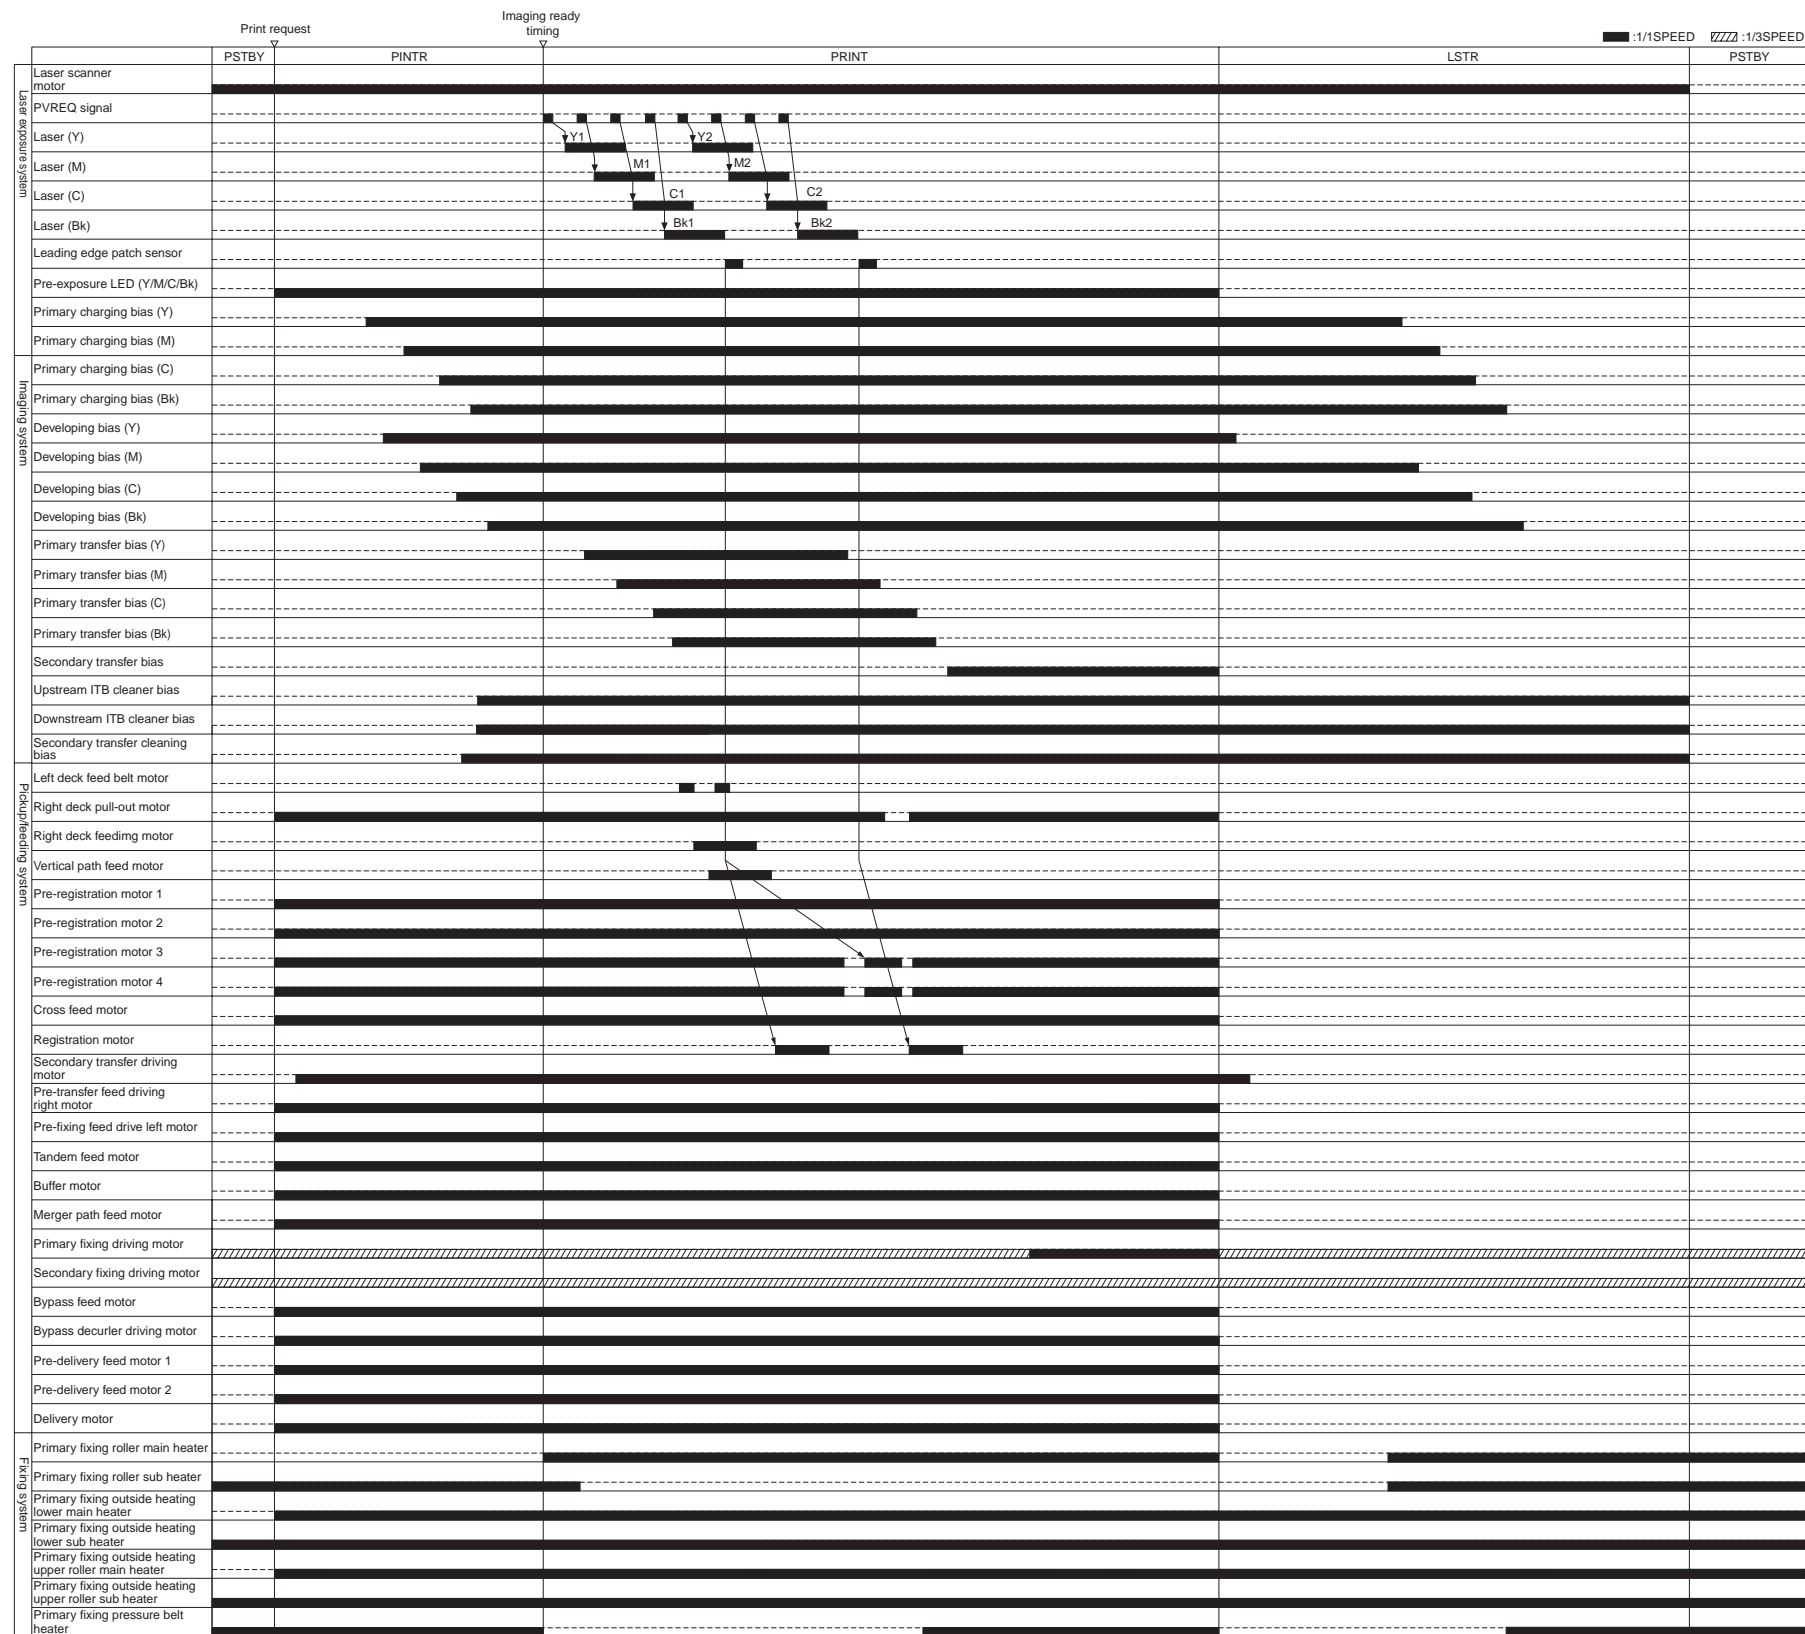 Imaging ready
timing
Print request
:1/1SPEED :1/3SPEED
PSTBY PINTR PRINT LSTR PSTBY
Laser exposure system
Laser scanner
motor
PVREQ signal
Laser (Y) Y1 Y2
Laser (M) M1 M2
Laser (C) C1 C2
Laser (Bk) Bk1 Bk2
Leading edge patch sensor
Pre-exposure LED (Y/M/C/Bk)
Primary charging bias (Y)
Primary charging bias (M)
Imaging system
Primary charging bias (C)
Primary charging bias (Bk)
Developing bias (Y)
Developing bias (M)
Developing bias (C)
Developing bias (Bk)
Primary transfer bias (Y)
Primary transfer bias (M)
Primary transfer bias (C)
Primary transfer bias (Bk)
Secondary transfer bias
Upstream ITB cleaner bias
Downstream ITB cleaner bias
Secondary transfer cleaning
bias
Pickup/feeding system
Left deck feed belt motor
Right deck pull-out motor
Right deck feedimg motor
Vertical path feed motor
Pre-registration motor 1
Pre-registration motor 2
Pre-registration motor 3
Pre-registration motor 4
Cross feed motor
Registration motor
Secondary transfer driving
motor
Pre-transfer feed driving
right motor
Pre-fixing feed drive left motor
Tandem feed motor
Buffer motor
Merger path feed motor
Primary fixing driving motor
Secondary fixing driving motor
Bypass feed motor
Bypass decurler driving motor
Pre-delivery feed motor 1
Pre-delivery feed motor 2
Delivery motor
Fixing system
Primary fixing roller main heater
Primary fixing roller sub heater
Primary fixing outside heating
lower main heater
Primary fixing outside heating
lower sub heater
Primary fixing outside heating
upper roller main heater
Primary fixing outside heating
upper roller sub heater
Primary fixing pressure belt
heater